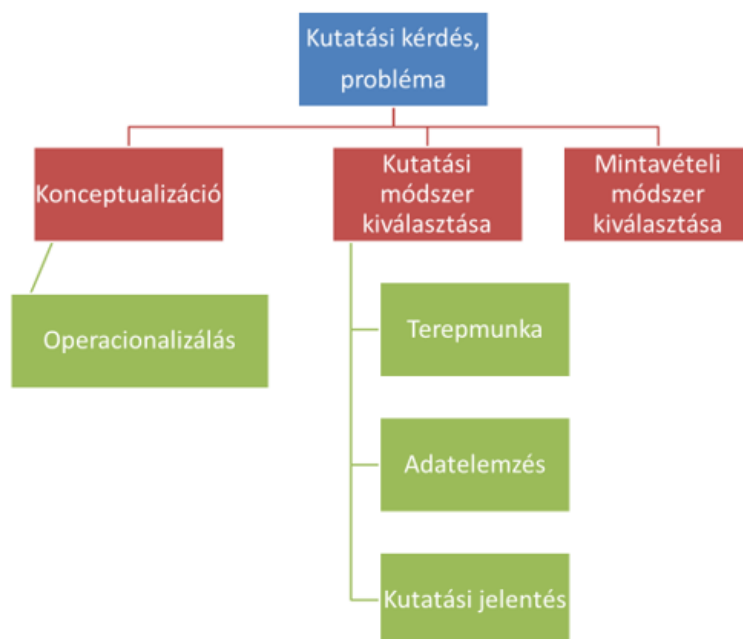 Kutatási kérdés,
probléma
Konceptualizáció
Kutatási
módszer
kiválasztása
Mintavételi
módszer
kiválasztása
Operacionalizálás
Terepmunka
Adatelemzés
Kutatási jelentés